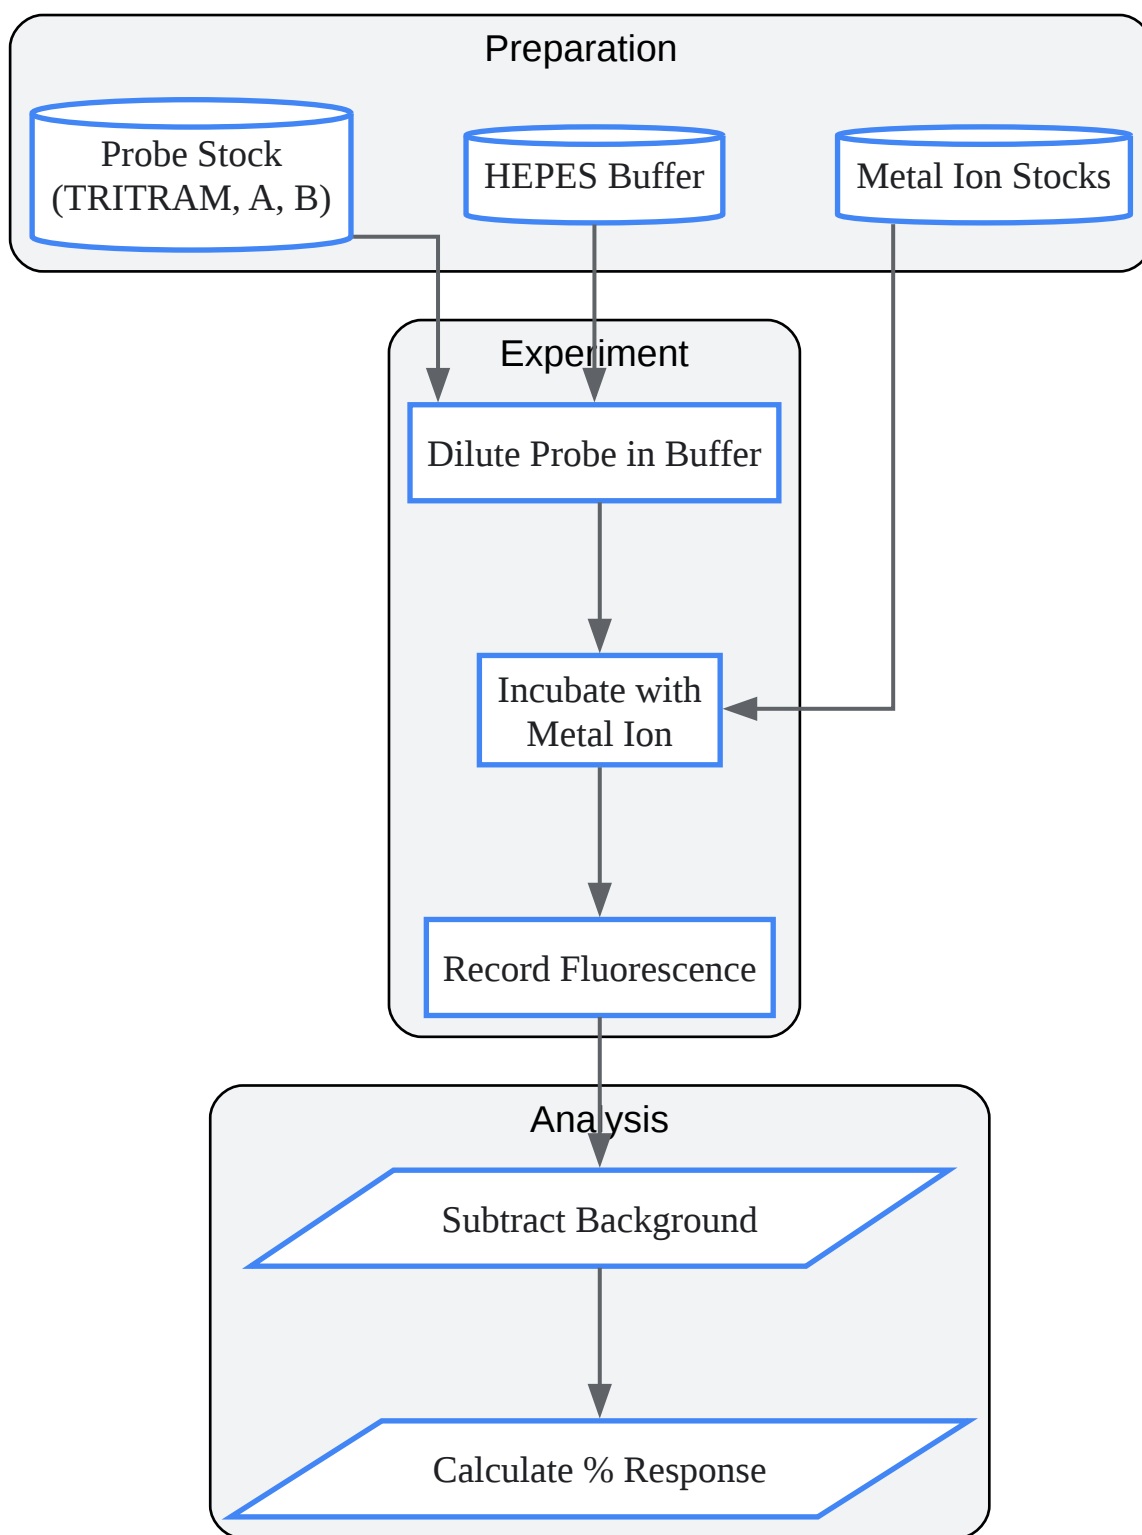 Preparation
Probe Stock
(TRITRAM, A, B)
HEPES Buffer
Metal Ion Stocks
Experiment
Dilute Probe in Buffer
Incubate with
Metal Ion
Record Fluorescence
Analysis
Subtract Background
Calculate % Response